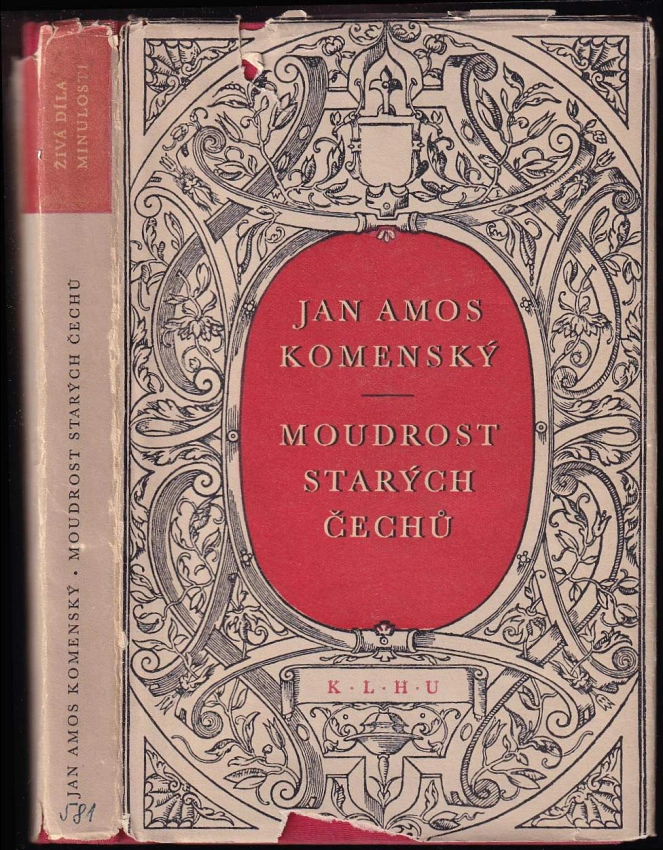 ŽIVÁ DÍLA
MINULOSTI
JAN AMOS KOMENSKÝ · MOUDROST STARÝCH ČECHŮ
581
JAN AMOS
KOMENSKÝ
MOUDROST
STARÝCH
ČECHŮ
K·L·H·U